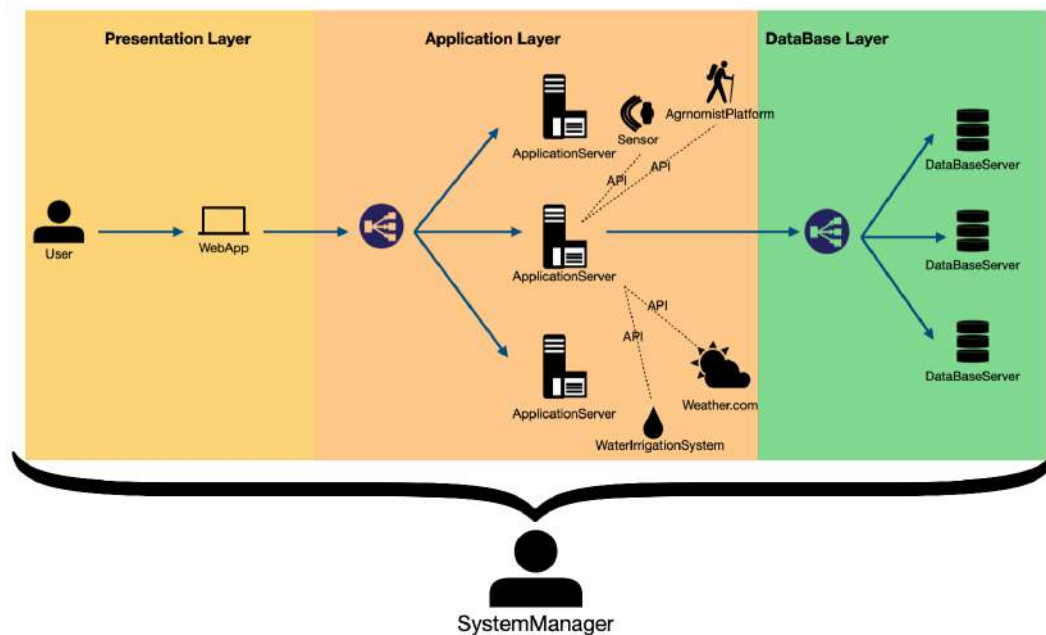 Presentation Layer
Application Layer
DataBase Layer
ApplicationServer
Sensor
AgrnomistPlatform
API
API
DataBaseServer
User
WebApp
ApplicationServer
DataBaseServer
API
API
ApplicationServer
Weather.com
WaterIrrigationSystem
DataBaseServer
SystemManager